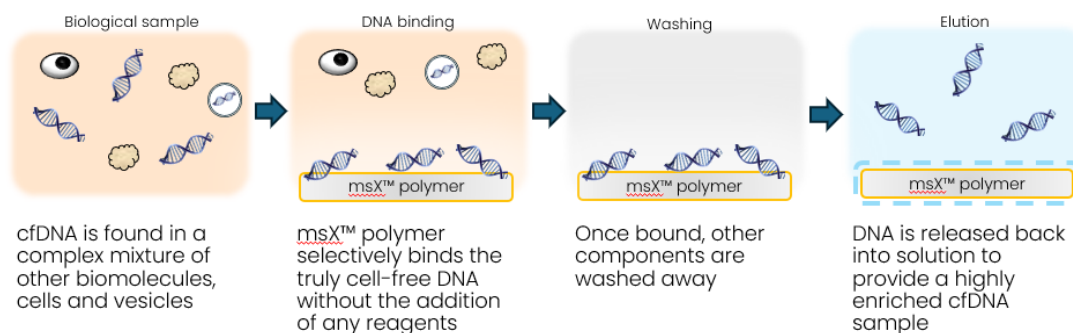 Biological sample
DNA binding
Washing
Elution
msX™ polymer
msX™ polymer
msX™ polymer
cfDNA is found in a
complex mixture of
other biomolecules,
cells and vesicles
msX™ polymer
selectively binds the
truly cell-free DNA
without the addition
of any reagents
Once bound, other
components are
washed away
DNA is released back
into solution to
provide a highly
enriched cfDNA
sample